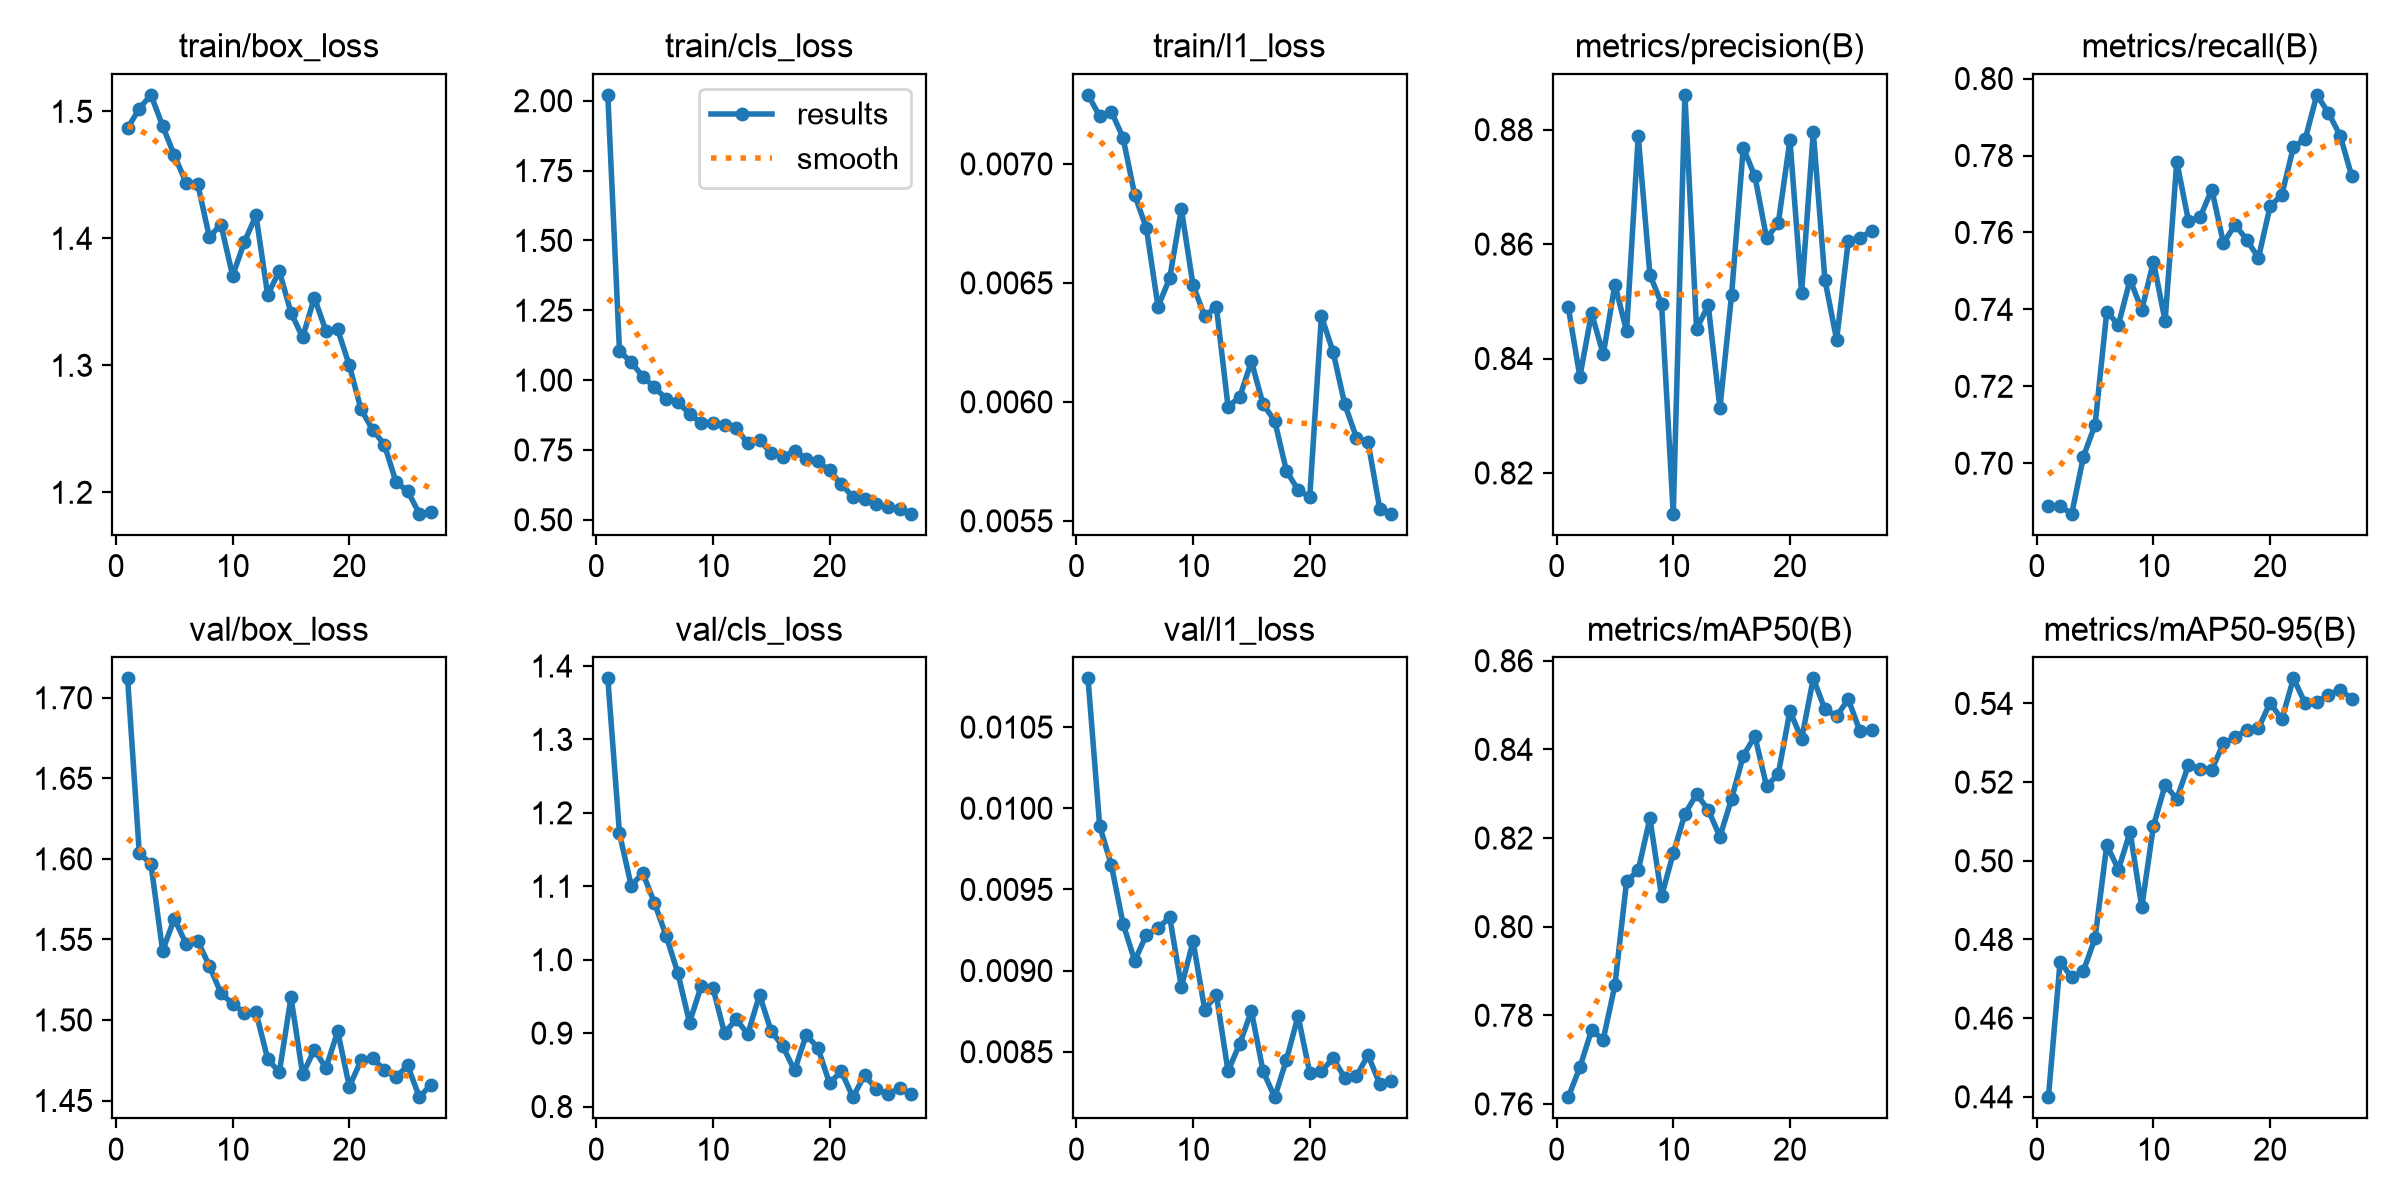 train/box_loss
1.5
1.4
1.3
1.2
0 10 20
train/cls_loss
results
smooth
2.00
1.75
1.50
1.25
1.00
0.75
0.50
0 10 20
train/l1_loss
0.0070
0.0065
0.0060
0.0055
0 10 20
metrics/precision(B)
0.88
0.86
0.84
0.82
0 10 20
metrics/recall(B)
0.80
0.78
0.76
0.74
0.72
0.70
0 10 20
val/box_loss
1.70
1.65
1.60
1.55
1.50
1.45
0 10 20
val/cls_loss
1.4
1.3
1.2
1.1
1.0
0.9
0.8
0 10 20
val/l1_loss
0.0105
0.0100
0.0095
0.0090
0.0085
0 10 20
metrics/mAP50(B)
0.86
0.84
0.82
0.80
0.78
0.76
0 10 20
metrics/mAP50-95(B)
0.54
0.52
0.50
0.48
0.46
0.44
0 10 20